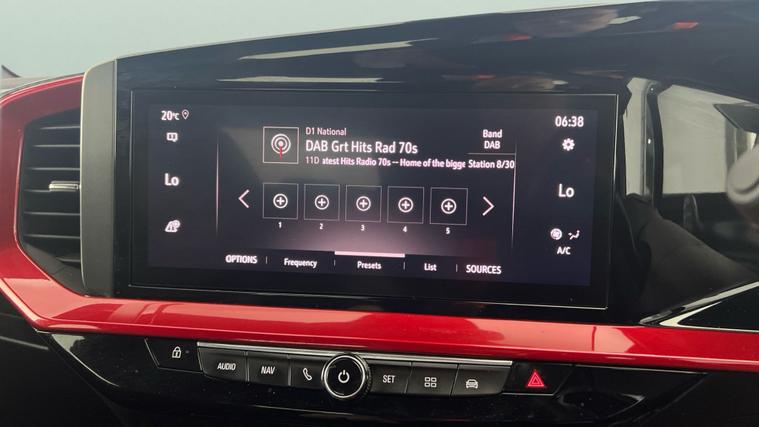 20°C
06:38
D1 National
DAB Grt Hits Rad 70s
11D atest Hits Radio 70s -- Home of the bigge
Band
DAB
Station 8/30
Lo
Lo
1 2 3 4 5
A/C
OPTIONS Frequency Presets List SOURCES
AUDIO NAV SET